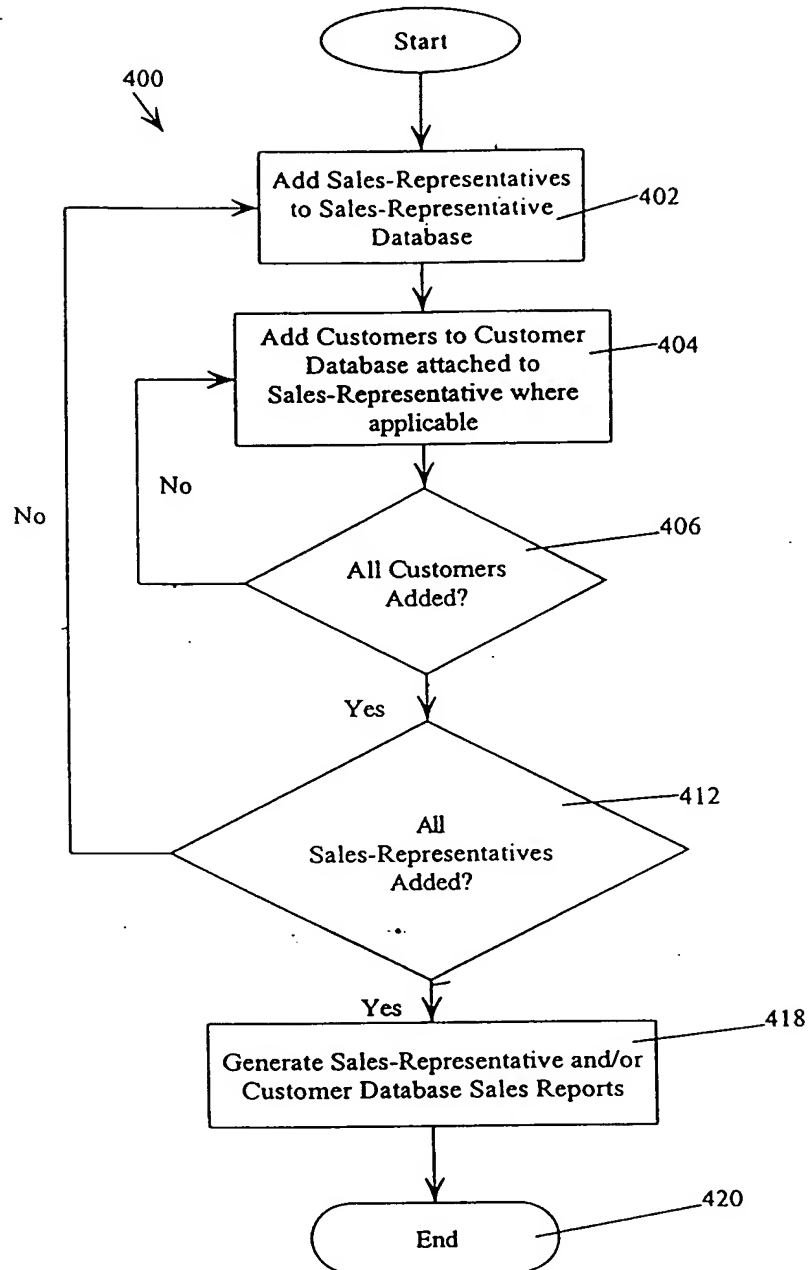 Start
400
Add Sales-Representatives
to Sales-Representative
Database
402
Add Customers to Customer
Database attached to
Sales-Representative where
applicable
404
No
No
406
All Customers
Added?
Yes
412
All
Sales-Representatives
Added?
Yes
418
Generate Sales-Representative and/or
Customer Database Sales Reports
420
End